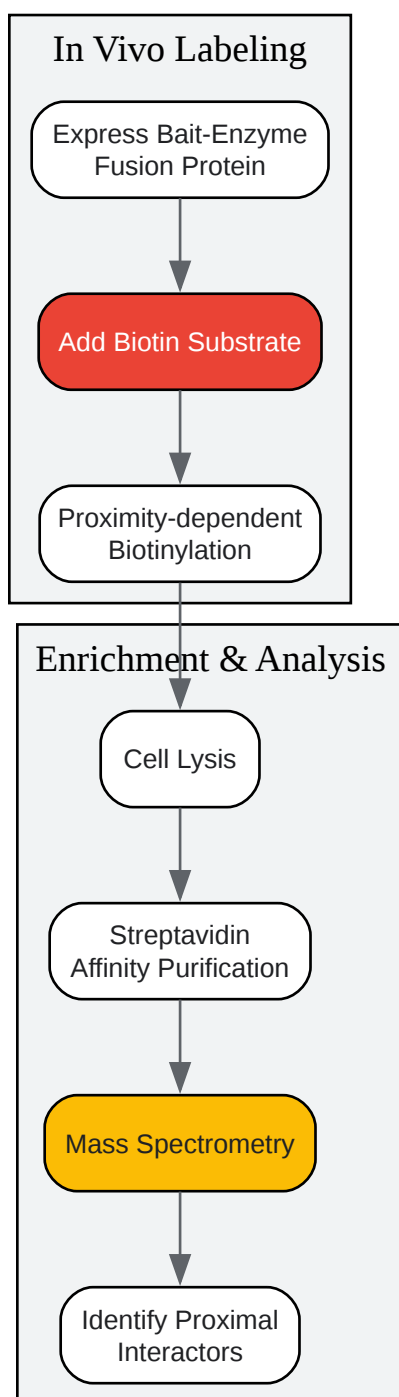 In Vivo Labeling
Express Bait-Enzyme
Fusion Protein
Add Biotin Substrate
Proximity-dependent
Biotinylation
Enrichment & Analysis
Cell Lysis
Streptavidin
Affinity Purification
Mass Spectrometry
Identify Proximal
Interactors